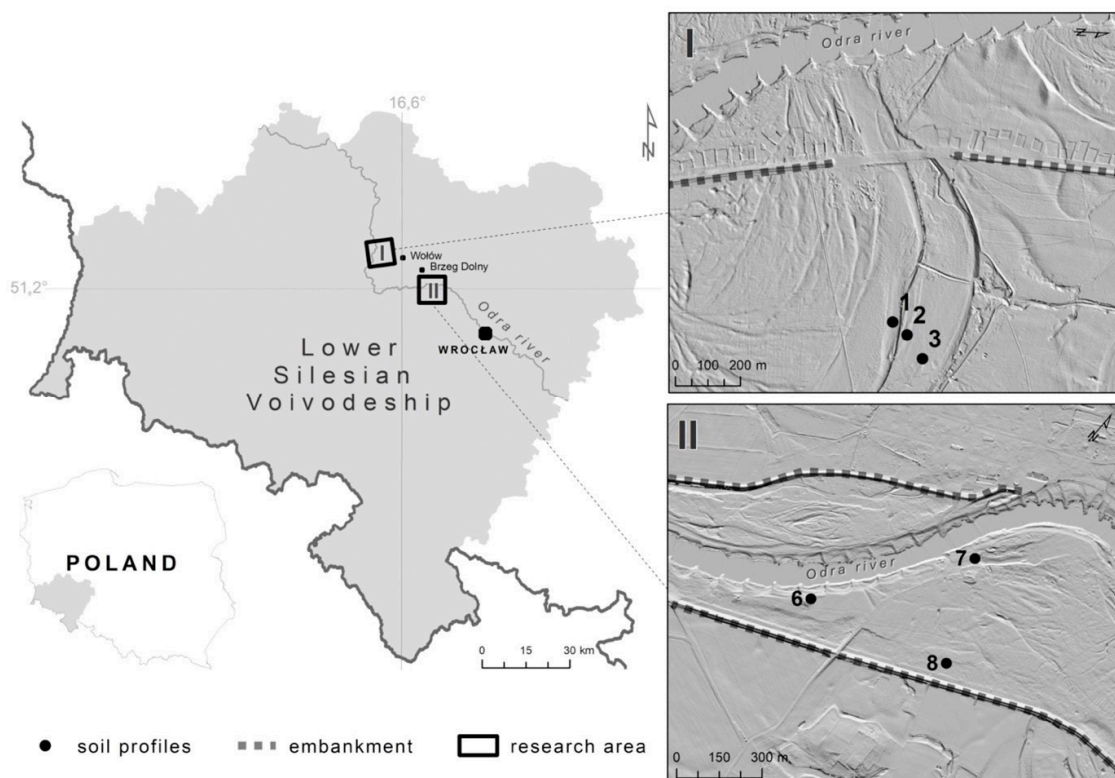 16,6°
N
51,2°
I
Wołów
Brzeg Dolny
II
Odra river
WROCŁAW
Lower
Silesian
Voivodeship
POLAND
0 15 30 km
soil profiles
embankment
research area
I
Odra river
N
1
2
3
0 100 200 m
II
N
Odra river
7
6
8
0 150 300 m